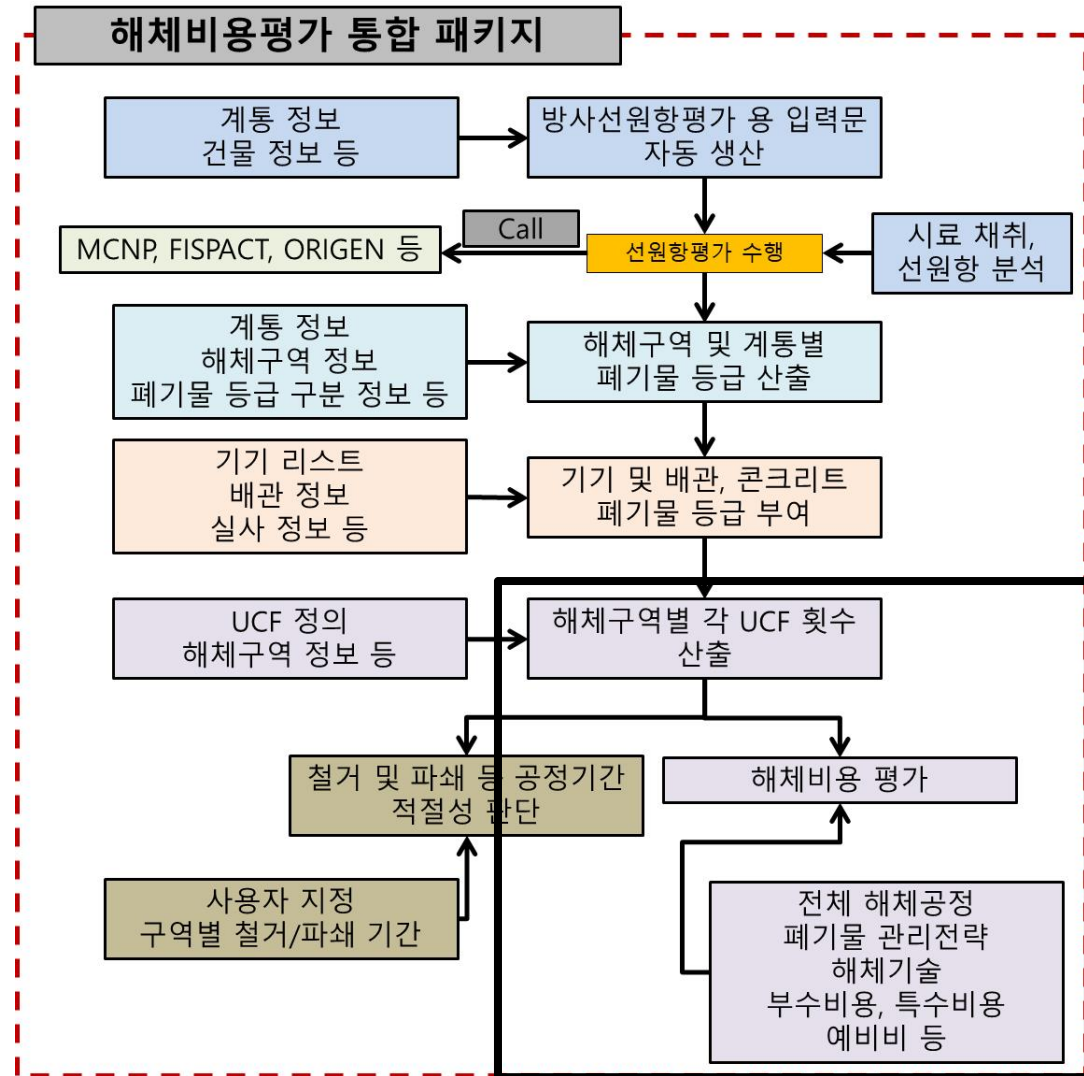 해체비용평가 통합 패키지
계통 정보
건물 정보 등
방사선원항평가 용 입력문
자동 생산
Call
MCNP, FISPACT, ORIGEN 등
선원항평가 수행
시료 채취,
선원항 분석
계통 정보
해체구역 정보
폐기물 등급 구분 정보 등
해체구역 및 계통별
폐기물 등급 산출
기기 리스트
배관 정보
실사 정보 등
기기 및 배관, 콘크리트
폐기물 등급 부여
UCF 정의
해체구역 정보 등
해체구역별 각 UCF 횟수
산출
철거 및 파쇄 등 공정기간
적절성 판단
해체비용 평가
사용자 지정
구역별 철거/파쇄 기간
전체 해체공정
폐기물 관리전략
해체기술
부수비용, 특수비용
예비비 등